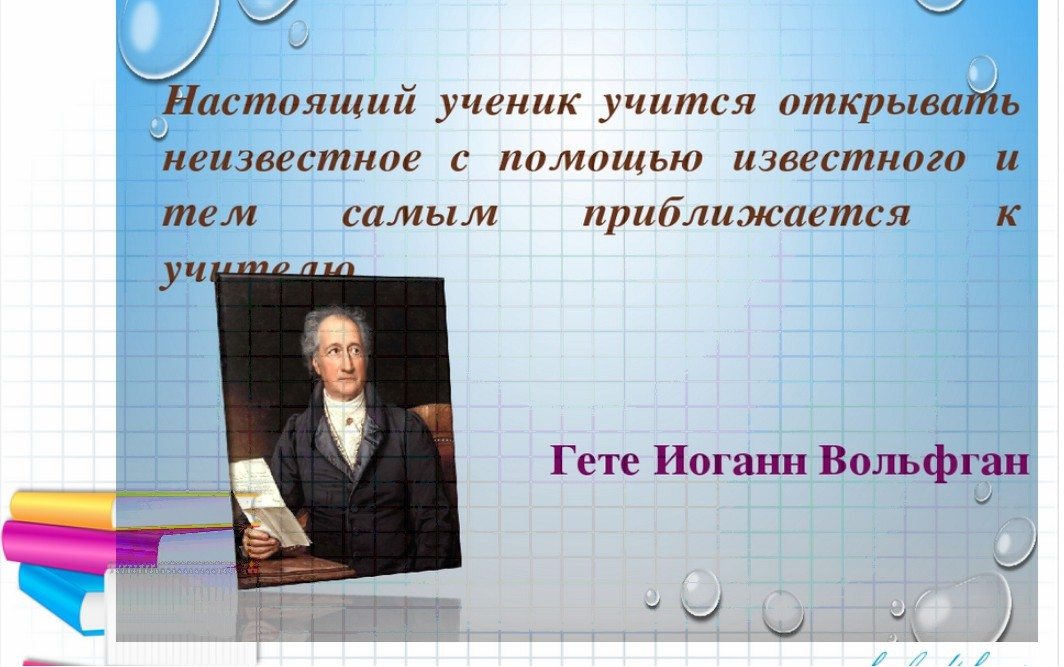 Настоящий ученик учится открывать
неизвестное с помощью известного и
тем самым приближается к
учителю
Гете Иоганн Вольфган